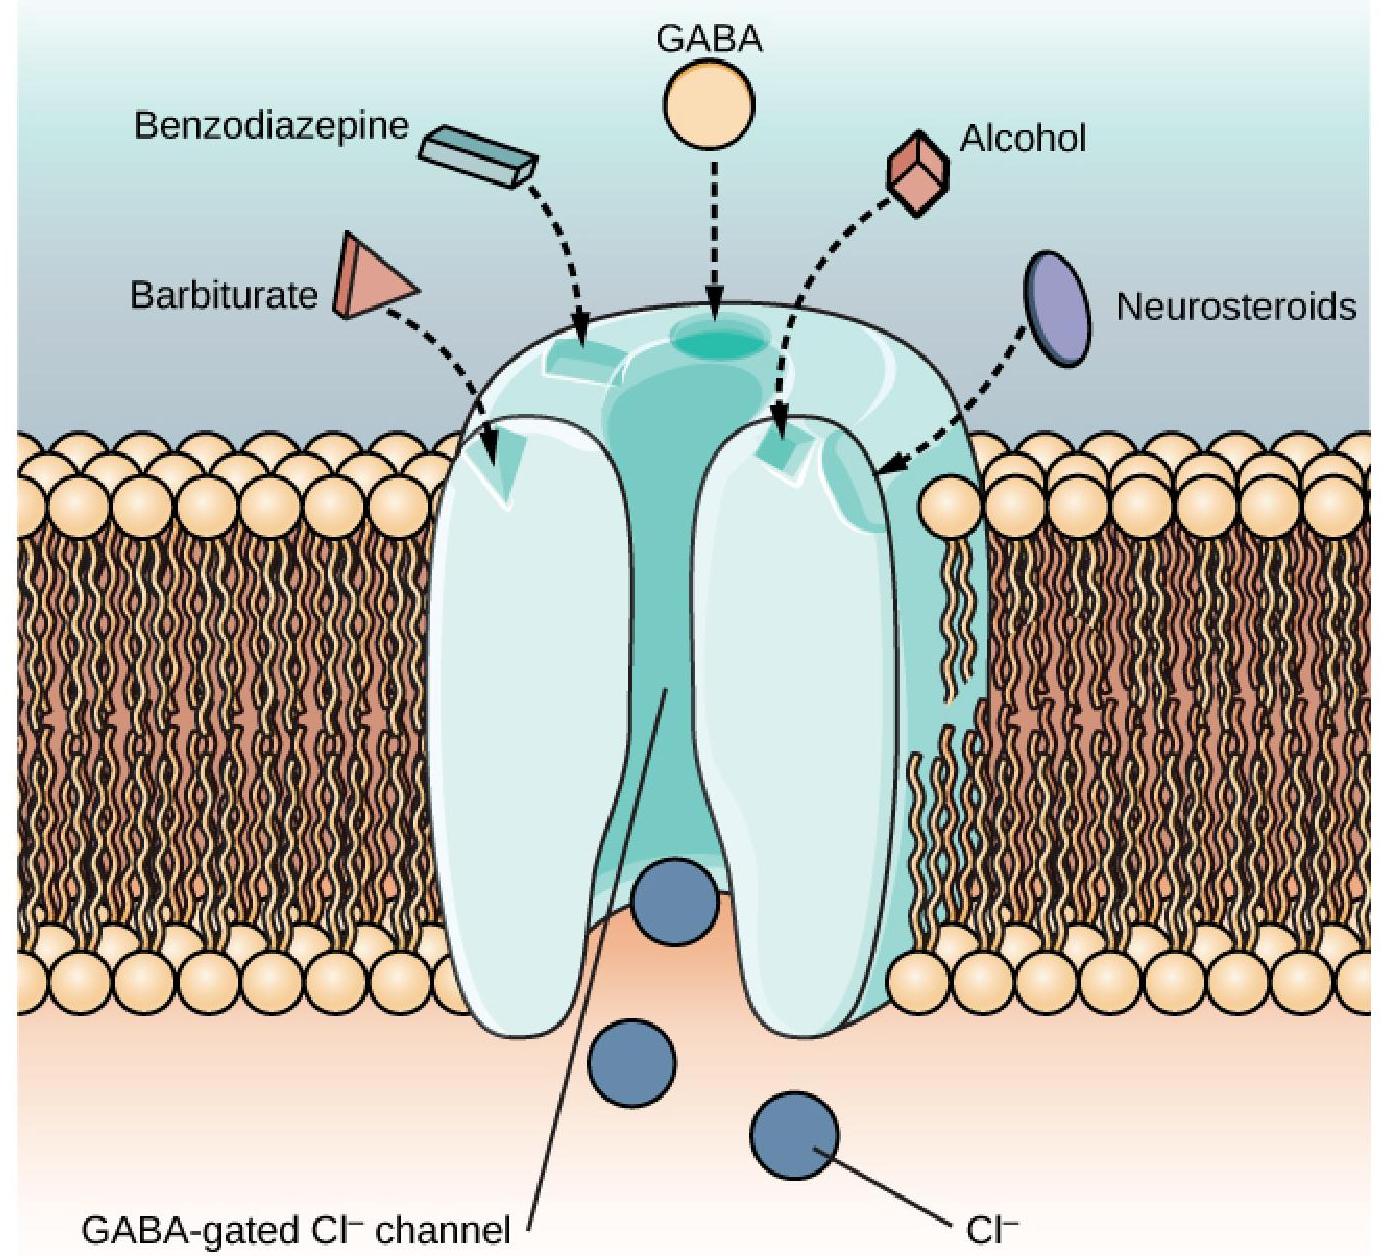 GABA
Benzodiazepine
Alcohol
Barbiturate
Neurosteroids
GABA-gated Cl⁻ channel
Cl⁻